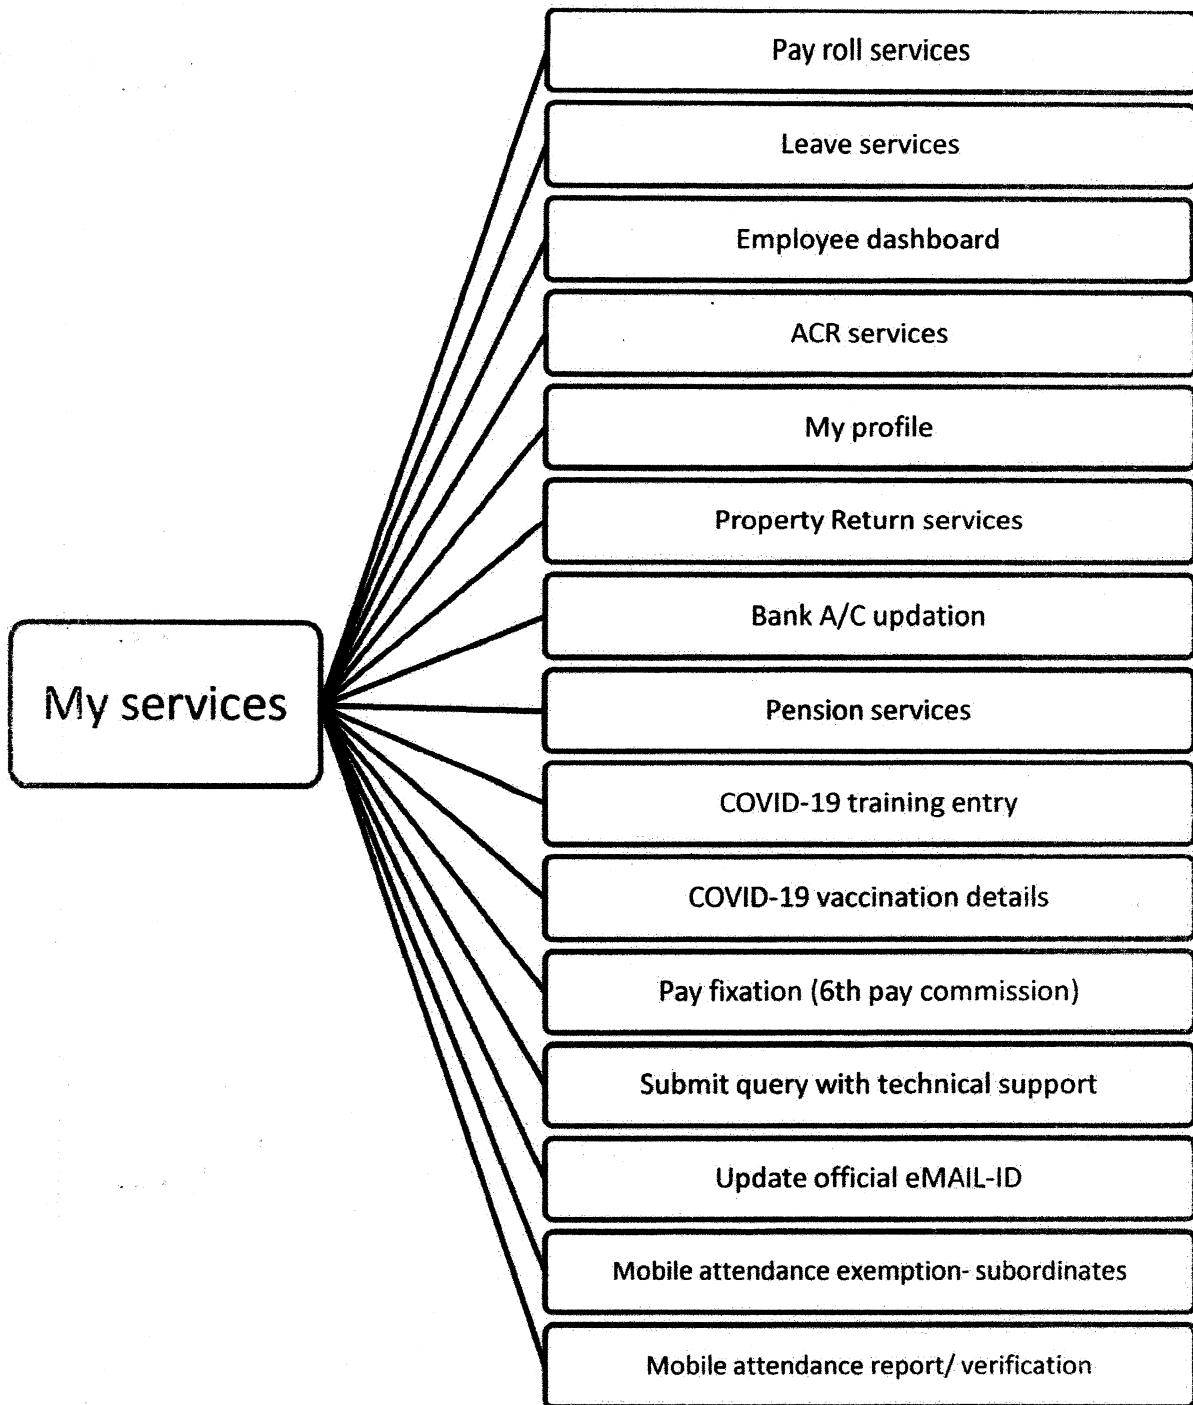 Pay roll services
Leave services
Employee dashboard
ACR services
My profile
Property Return services
Bank A/C updation
My services
Pension services
COVID-19 training entry
COVID-19 vaccination details
Pay fixation (6th pay commission)
Submit query with technical support
Update official eMAIL-ID
Mobile attendance exemption- subordinates
Mobile attendance report/ verification